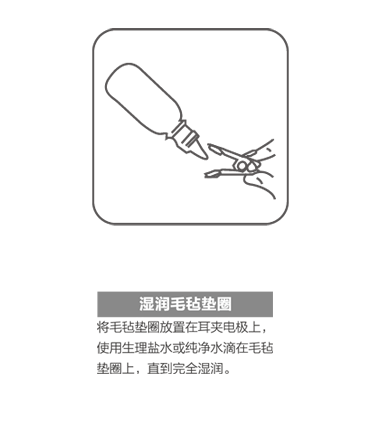 湿润毛毡垫圈
将毛毡垫圈放置在耳夹电极上，
使用生理盐水或纯净水滴在毛毡
垫圈上，直到完全湿润。